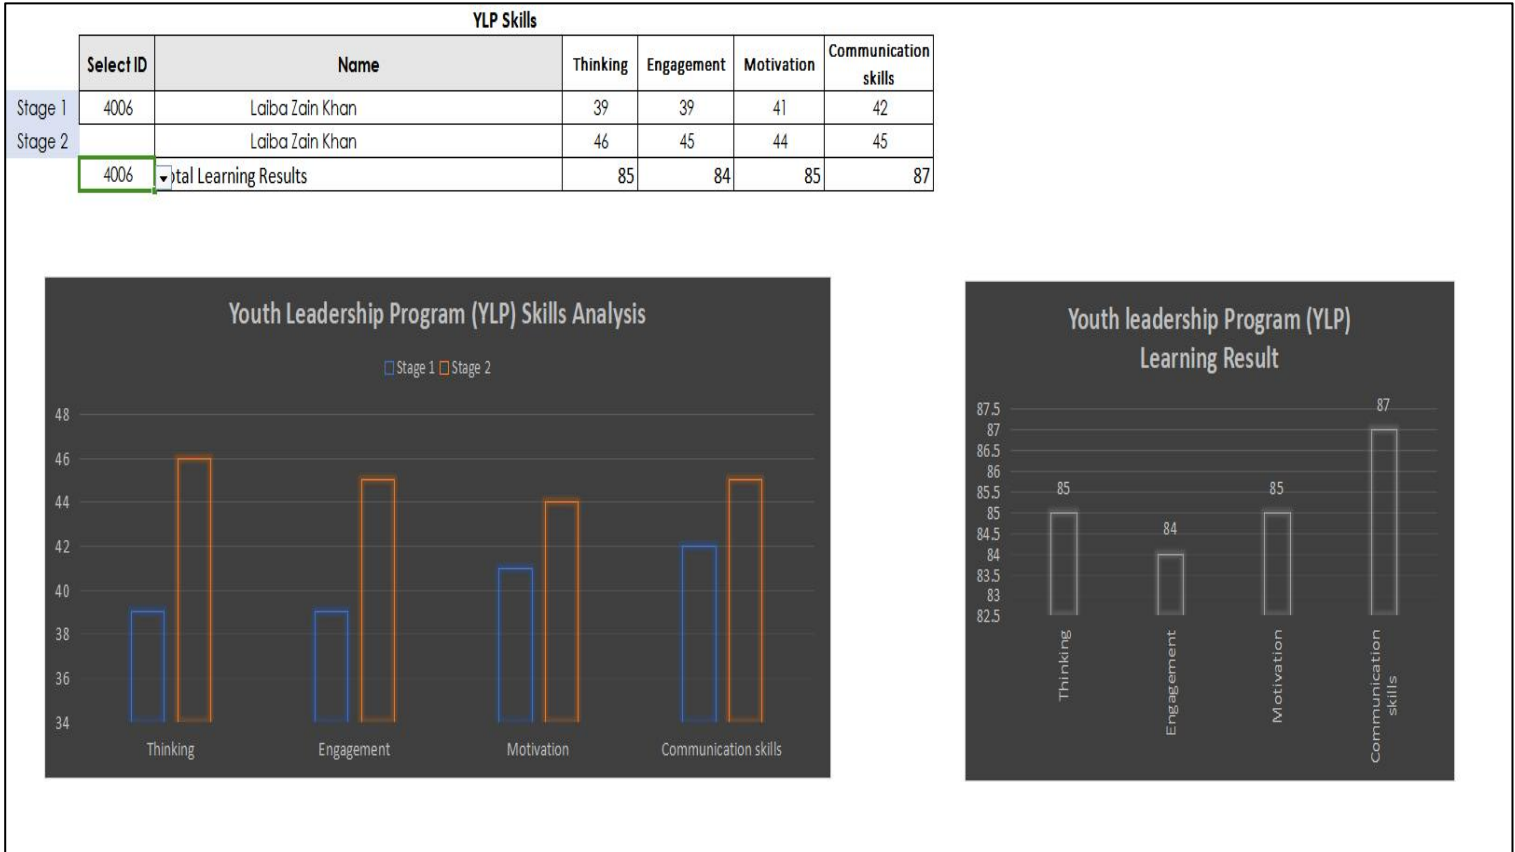 YLP Skills
Select ID Name Thinking Engagement Motivation Communication skills
Stage 1 4006 Laiba Zain Khan 39 39 41 42
Stage 2 Laiba Zain Khan 46 45 44 45
4006 tal Learning Results 85 84 85 87
Youth Leadership Program (YLP) Skills Analysis
Stage 1 Stage 2
48
46
44
42
40
38
36
34
Thinking Engagement Motivation Communication skills
Youth leadership Program (YLP)
Learning Result
87.5
87
86.5
86
85.5
85
84.5
84
83.5
83
82.5
85 84 85 87
Thinking
Engagement
Motivation
Communication
skills